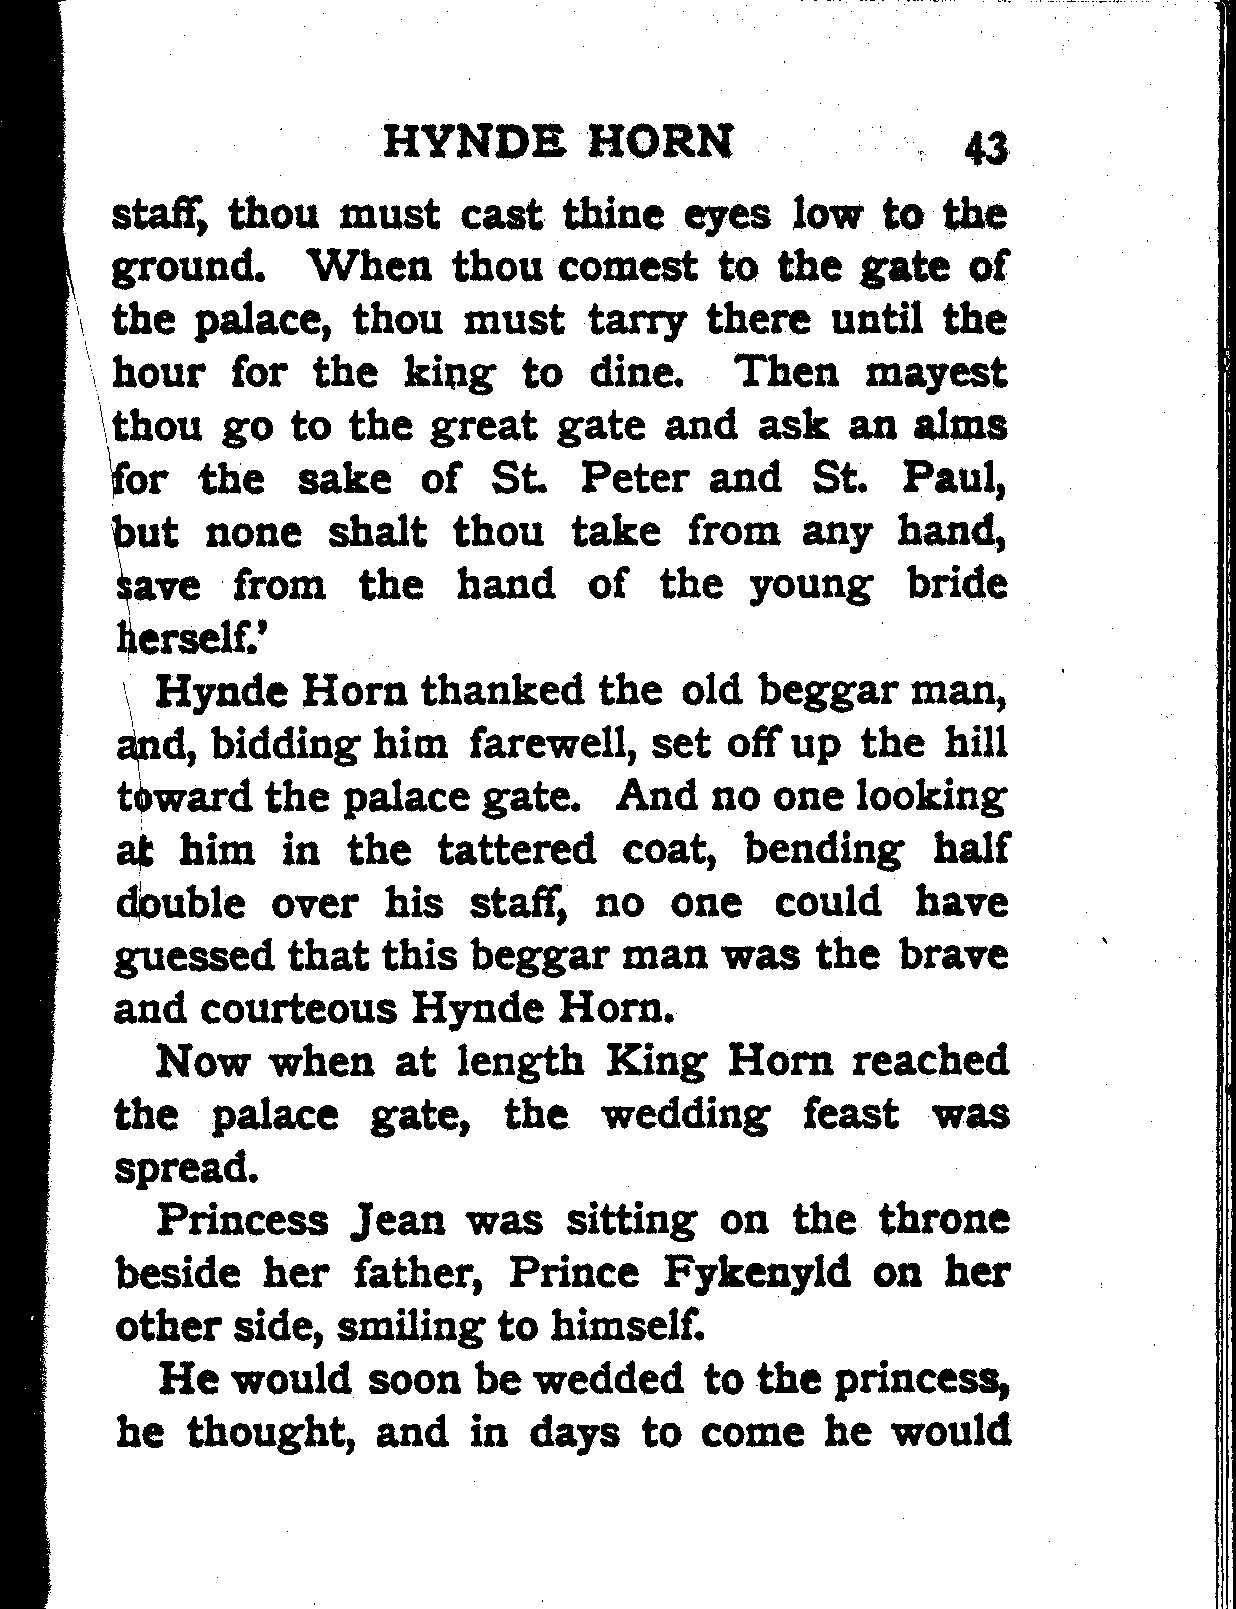 HYNDE HORN 43
staff, thou must cast thine eyes low to the
ground. When thou comest to the gate of
the palace, thou must tarry there until the
hour for the king to dine. Then mayest
thou go to the great gate and ask an alms
for the sake of St. Peter and St. Paul,
but none shalt thou take from any hand,
save from the hand of the young bride
herself.'
Hynde Horn thanked the old beggar man,
and, bidding him farewell, set off up the hill
toward the palace gate. And no one looking
at him in the tattered coat, bending half
double over his staff, no one could have
guessed that this beggar man was the brave
and courteous Hynde Horn.
Now when at length King Horn reached
the palace gate, the wedding feast was
spread.
Princess Jean was sitting on the throne
beside her father, Prince Fykenyld on her
other side, smiling to himself.
He would soon be wedded to the princess,
he thought, and in days to come he would